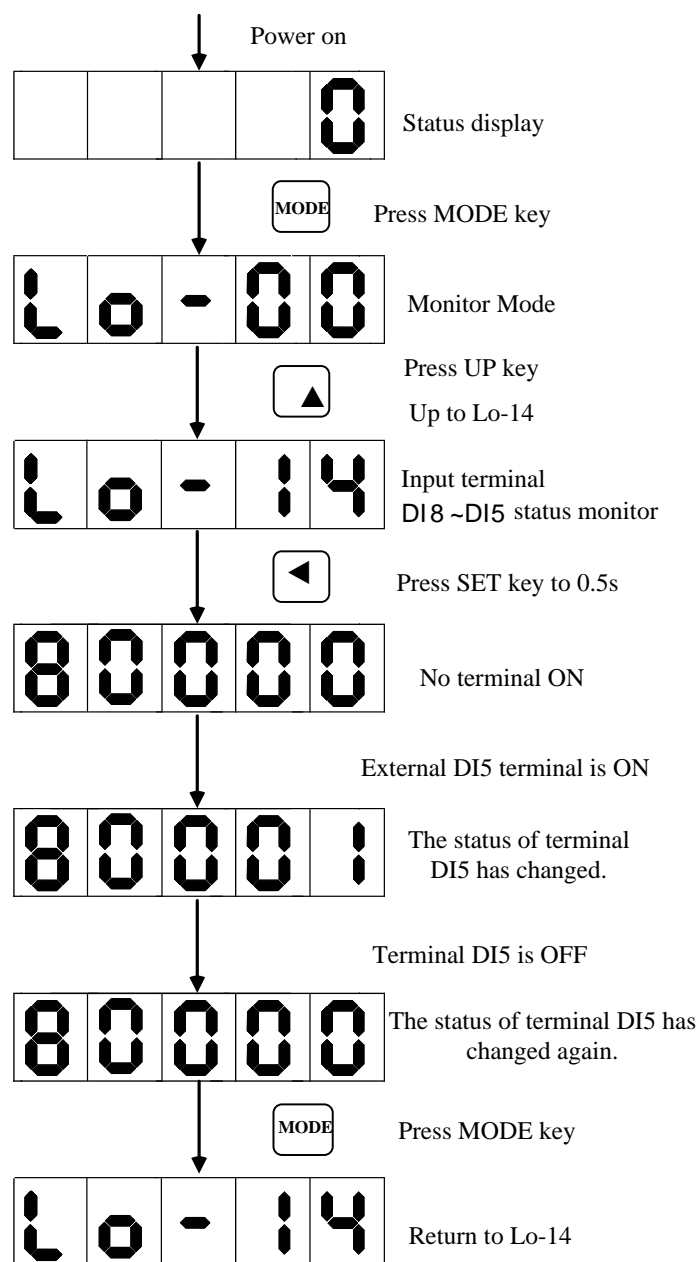 Power on
0
Status display
MODE
Press MODE key
Lo-00
Monitor Mode
Press UP key
Up to Lo-14
Lo-14
Input terminal
DI8 ~DI5 status monitor
Press SET key to 0.5s
80000
No terminal ON
External DI5 terminal is ON
80001
The status of terminal
DI5 has changed.
Terminal DI5 is OFF
80000
The status of terminal DI5 has
changed again.
MODE
Press MODE key
Lo-14
Return to Lo-14